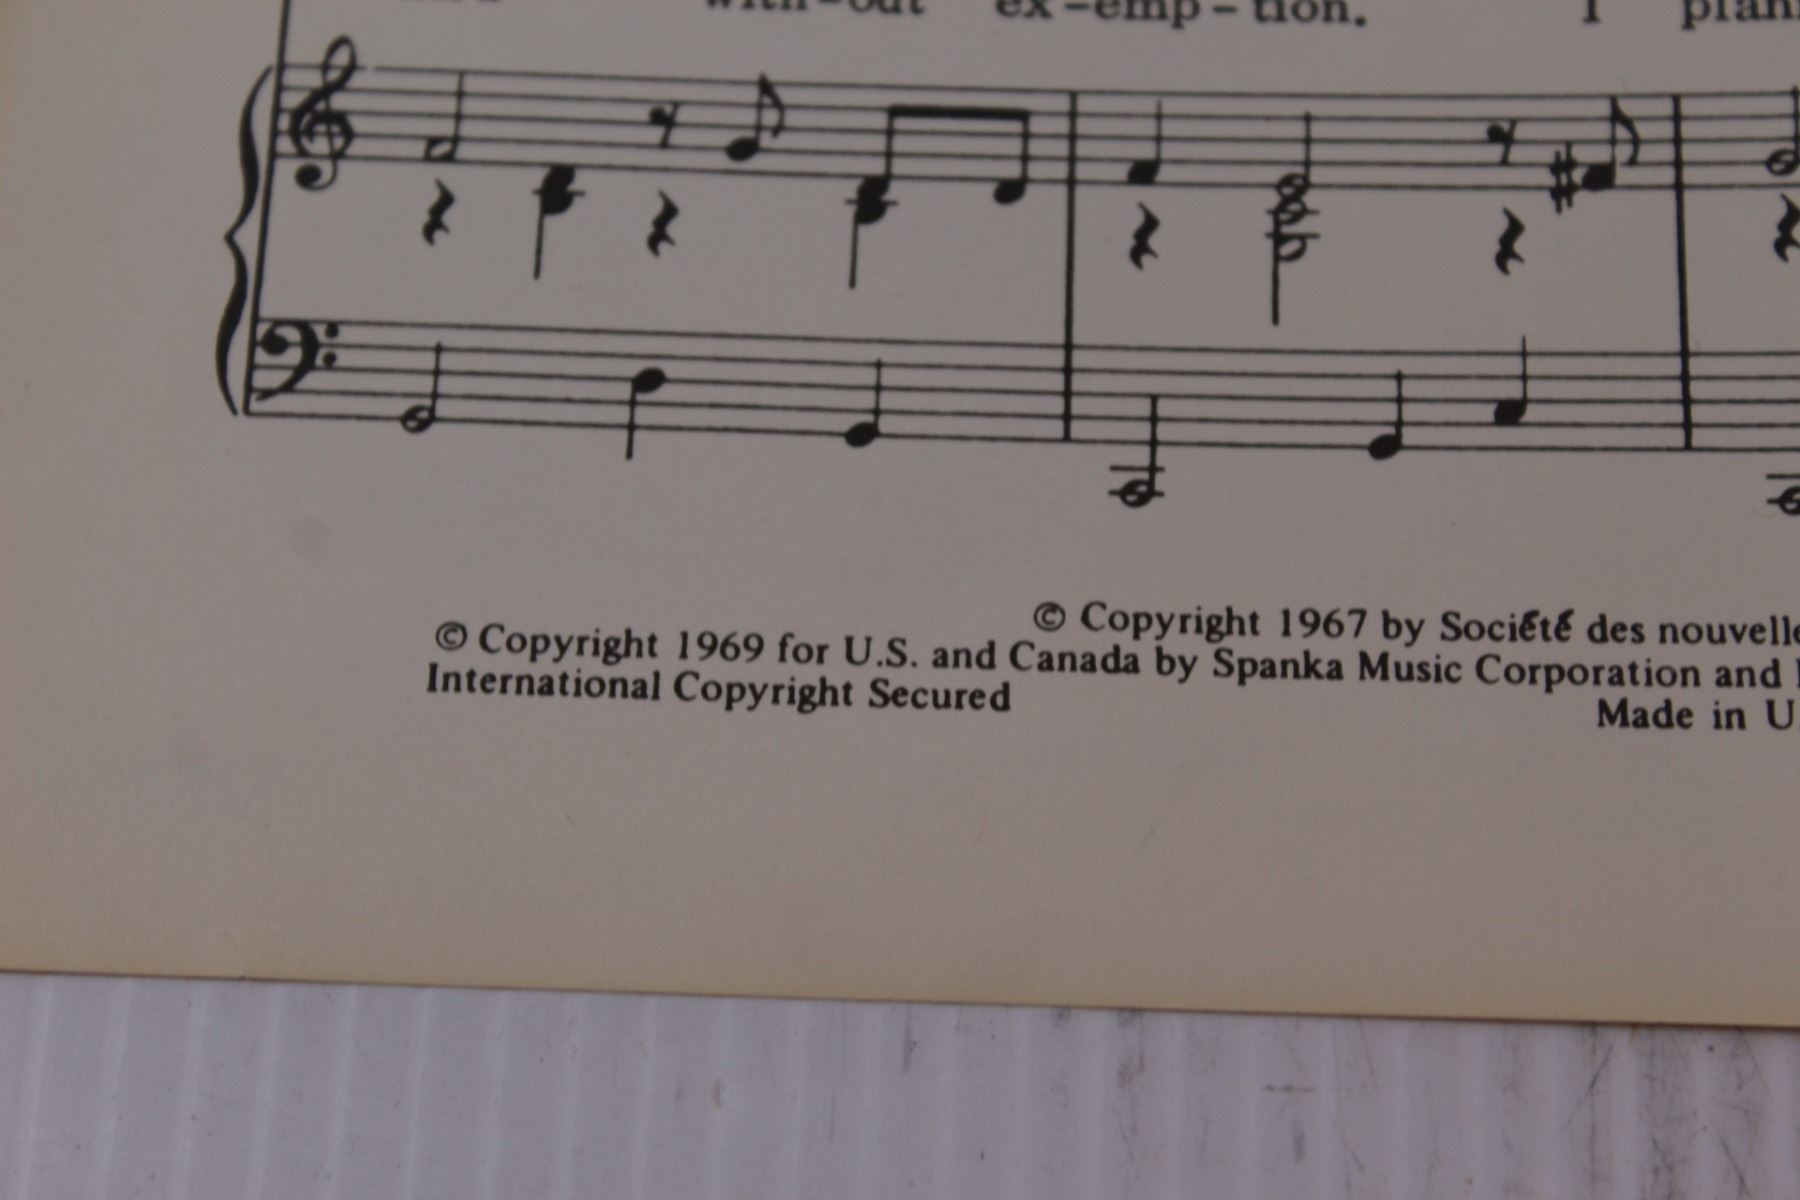 with-out ex-emp-tion. I
© Copyright 1967 by Société des
© Copyright 1969 for U.S. and Canada by Spanka Music Corporation and
International Copyright Secured
Made in